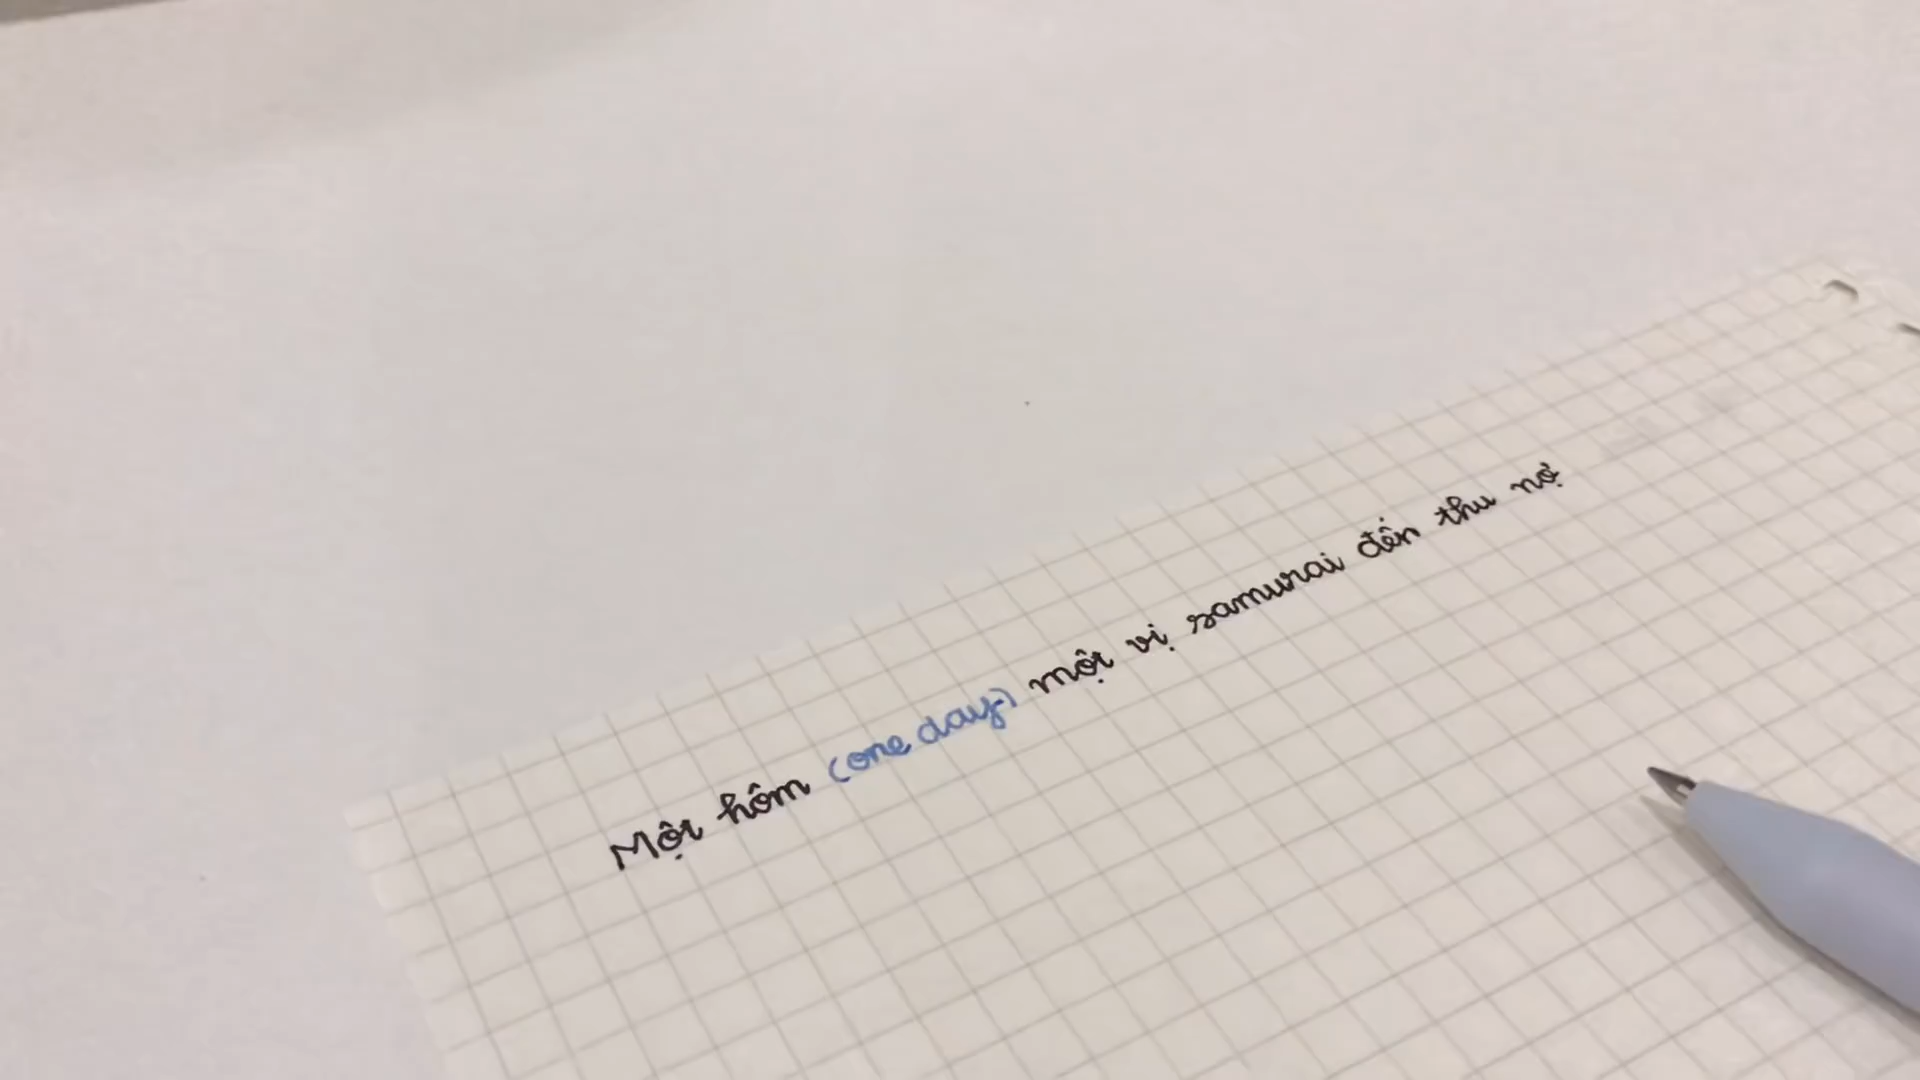 Một hôm (one day) một vị samurai đến thu nợ